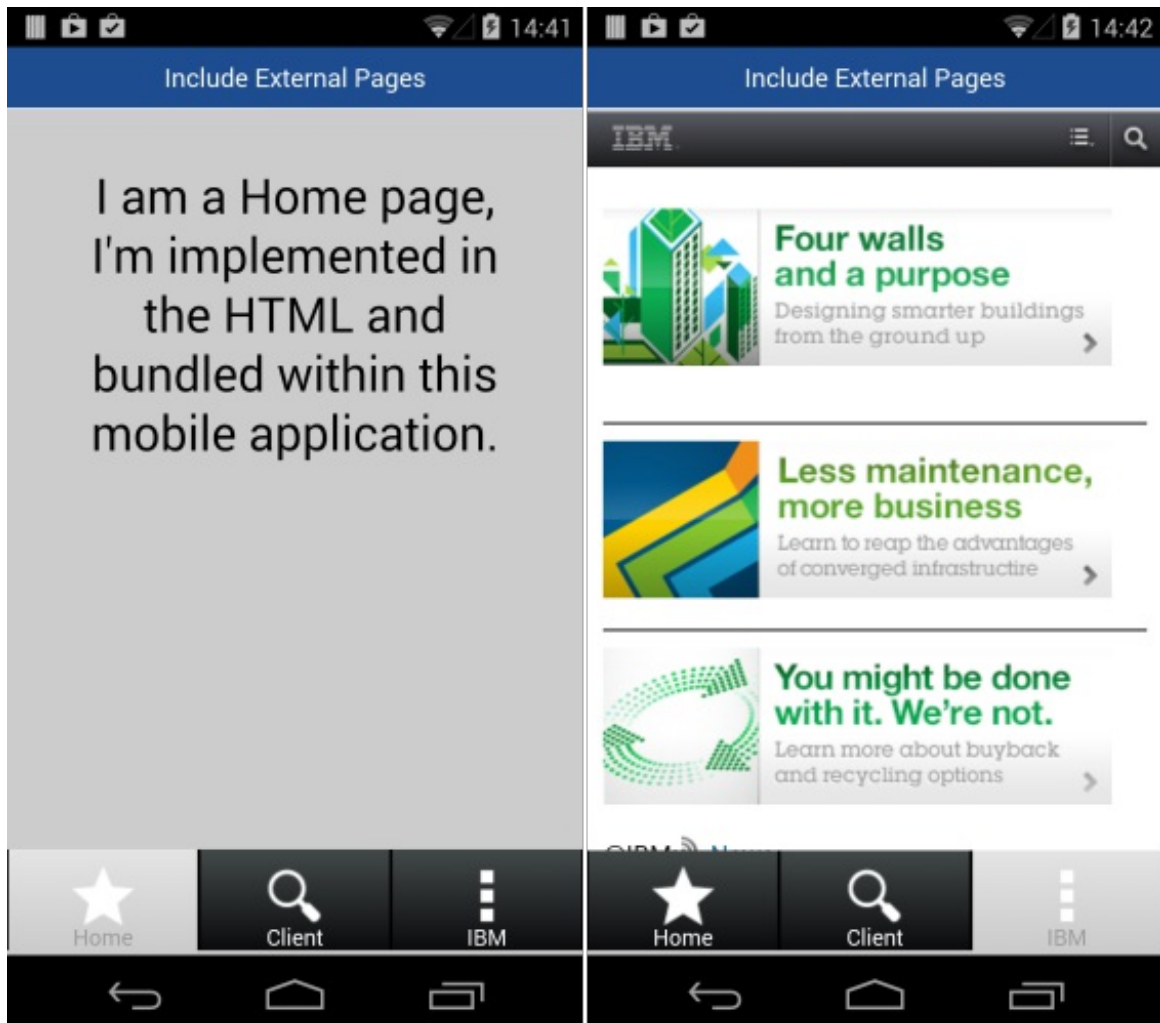 14:41
Include External Pages
I am a Home page,
I'm implemented in
the HTML and
bundled within this
mobile application.
Home
Client
IBM
14:42
Include External Pages
IBM
Four walls
and a purpose
Designing smarter buildings
from the ground up
Less maintenance,
more business
Learn to reap the advantages
of converged infrastructire
You might be done
with it. We're not.
Learn more about buyback
and recycling options
Home
Client
IBM